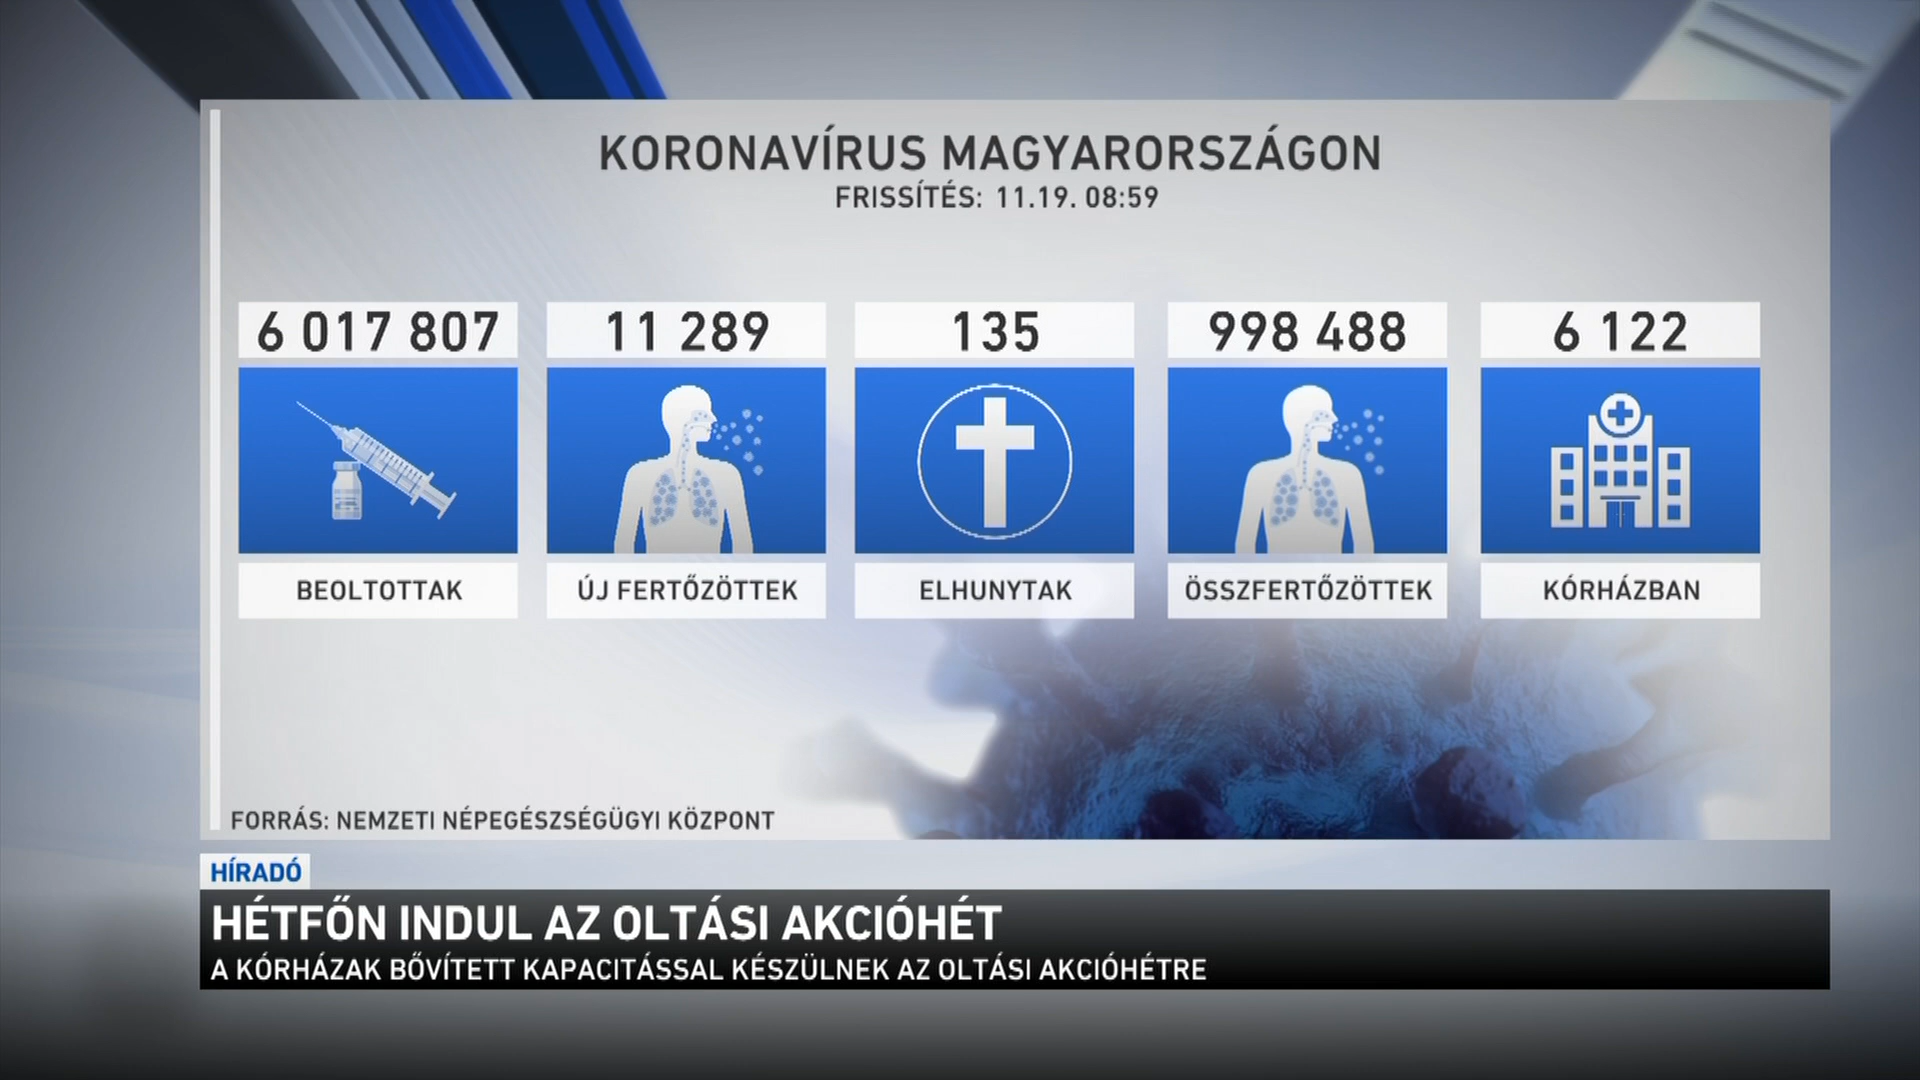 KORONAVÍRUS MAGYARORSZÁGON
FRISSÍTÉS: 11.19. 08:59
6 017 807
11 289
135
998 488
6 122
BEOLTOTTAK
ÚJ FERTŐZÖTTEK
ELHUNYTAK
ÖSSZFERTŐZÖTTEK
KÓRHÁZBAN
FORRÁS: NEMZETI NÉPEGÉSZSÉGÜGYI KÖZPONT
HÍRADÓ
HÉTFŐN INDUL AZ OLTÁSI AKCIÓHÉT
A KÓRHÁZAK BŐVÍTETT KAPACITÁSSAL KÉSZÜLNEK AZ OLTÁSI AKCIÓHÉTRE